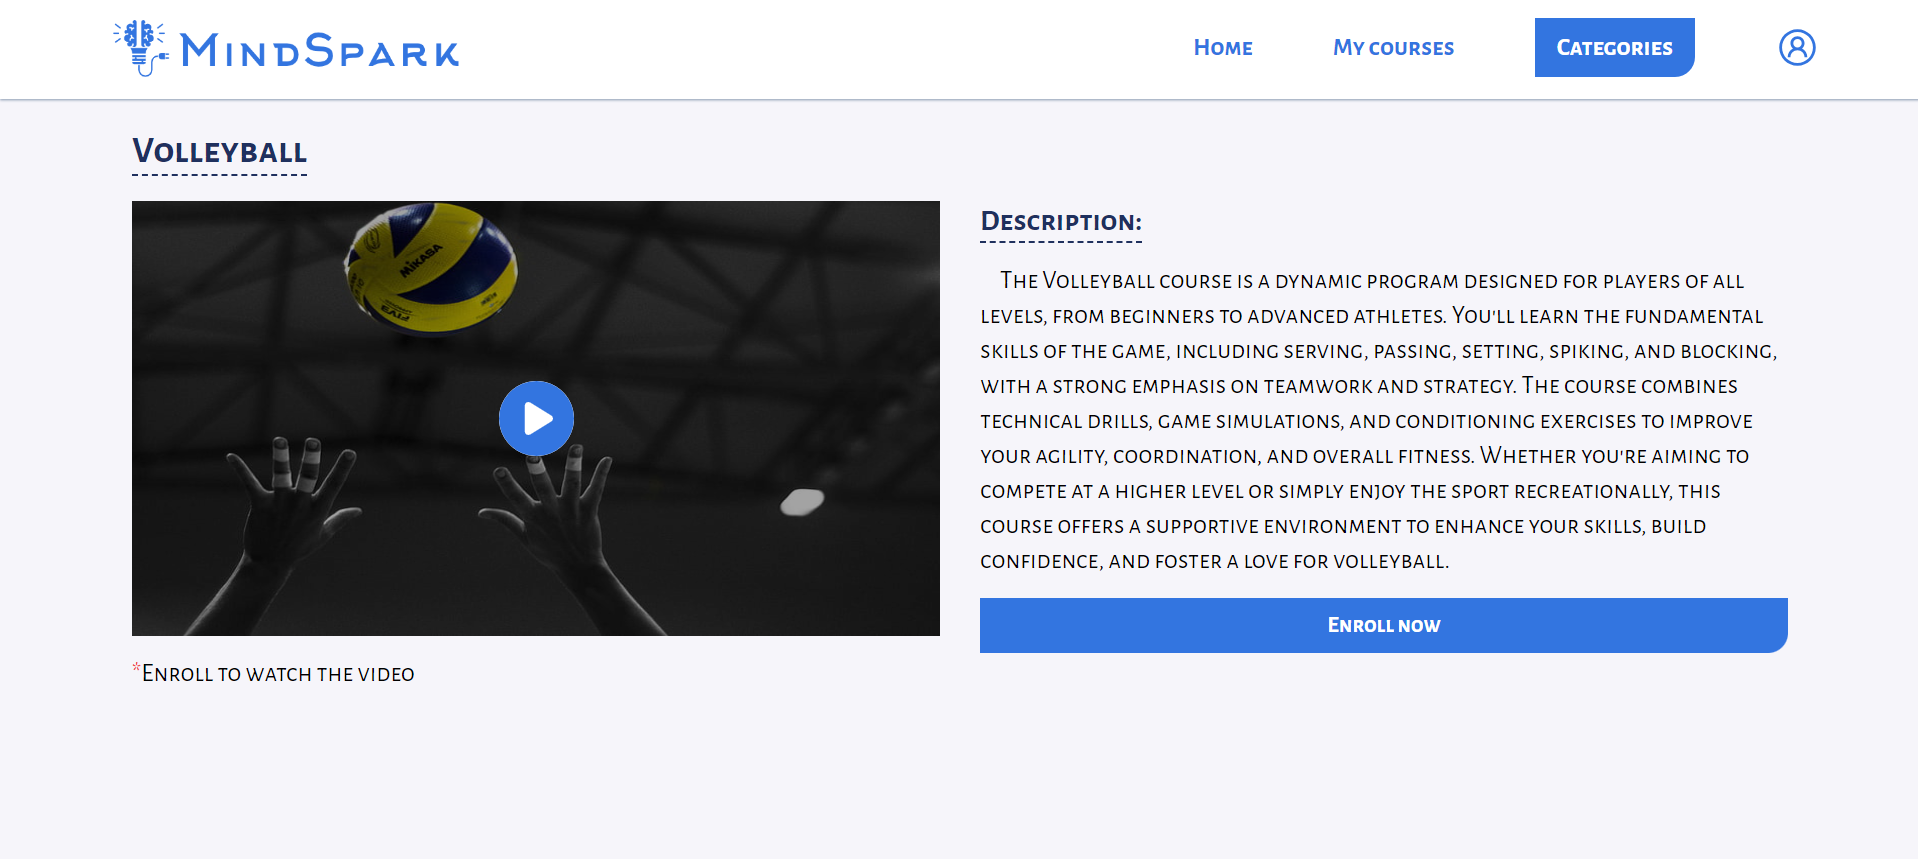 MindSpark
Home
My courses
Categories
Volleyball
MIKASA
FIVB
Description:
The Volleyball course is a dynamic program designed for players of all
levels, from beginners to advanced athletes. You'll learn the fundamental
skills of the game, including serving, passing, setting, spiking, and blocking,
with a strong emphasis on teamwork and strategy. The course combines
technical drills, game simulations, and conditioning exercises to improve
your agility, coordination, and overall fitness. Whether you're aiming to
compete at a higher level or simply enjoy the sport recreationally, this
course offers a supportive environment to enhance your skills, build
confidence, and foster a love for volleyball.
Enroll now
*Enroll to watch the video